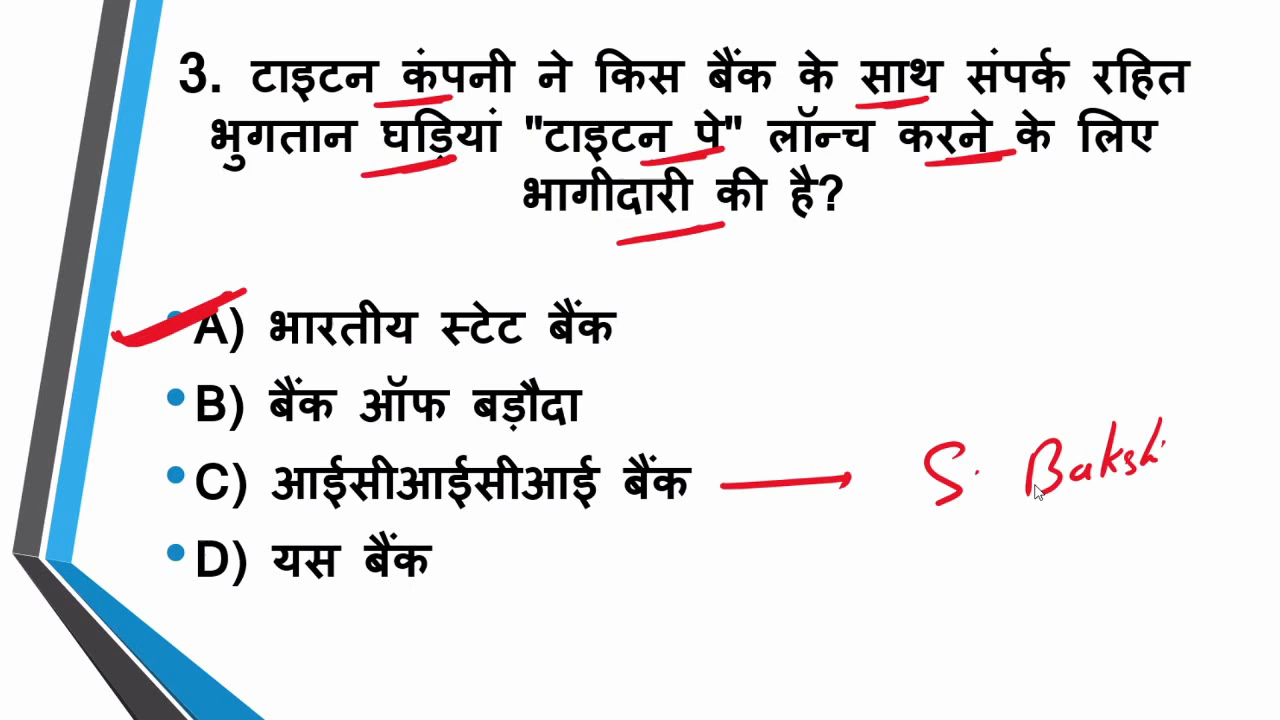 3. टाइटन कंपनी ने किस बैंक के साथ संपर्क रहित
भुगतान घड़ियां "टाइटन पे" लॉन्च करने के लिए
भागीदारी की है?
A) भारतीय स्टेट बैंक
B) बैंक ऑफ बड़ौदा
C) आईसीआईसीआई बैंक S. Bakshi
D) यस बैंक